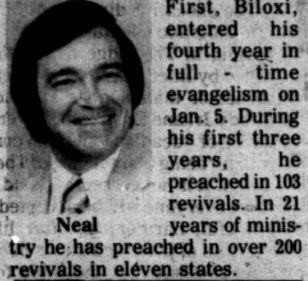 First, Biloxi,
entered his
fourth year in
full - time
evangelism on
Jan. 5. During
his first three
years, he
preached in 103
revivals. In 21
Neal years of minis-
try he has preached in over 200
revivals in eleven states.